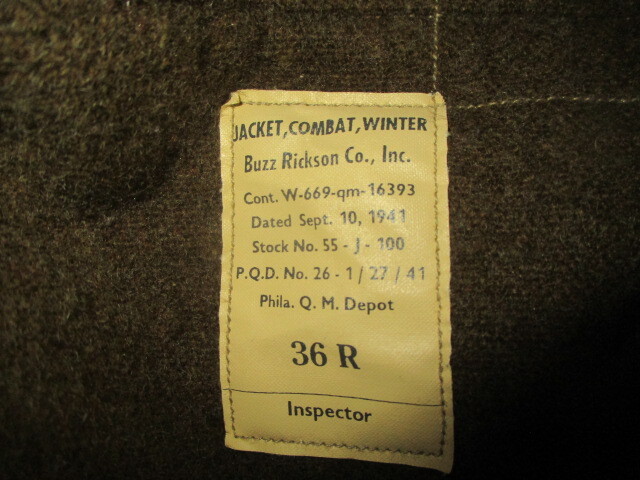 JACKET,COMBAT,WINTER
Buzz Rickson Co., Inc.
Cont. W-669-qm-16393
Dated Sept. 10, 1941
Stock No. 55 - J - 100
P.Q.D. No. 26 - 1 / 27 / 41
Phila. Q. M. Depot
36 R
Inspector